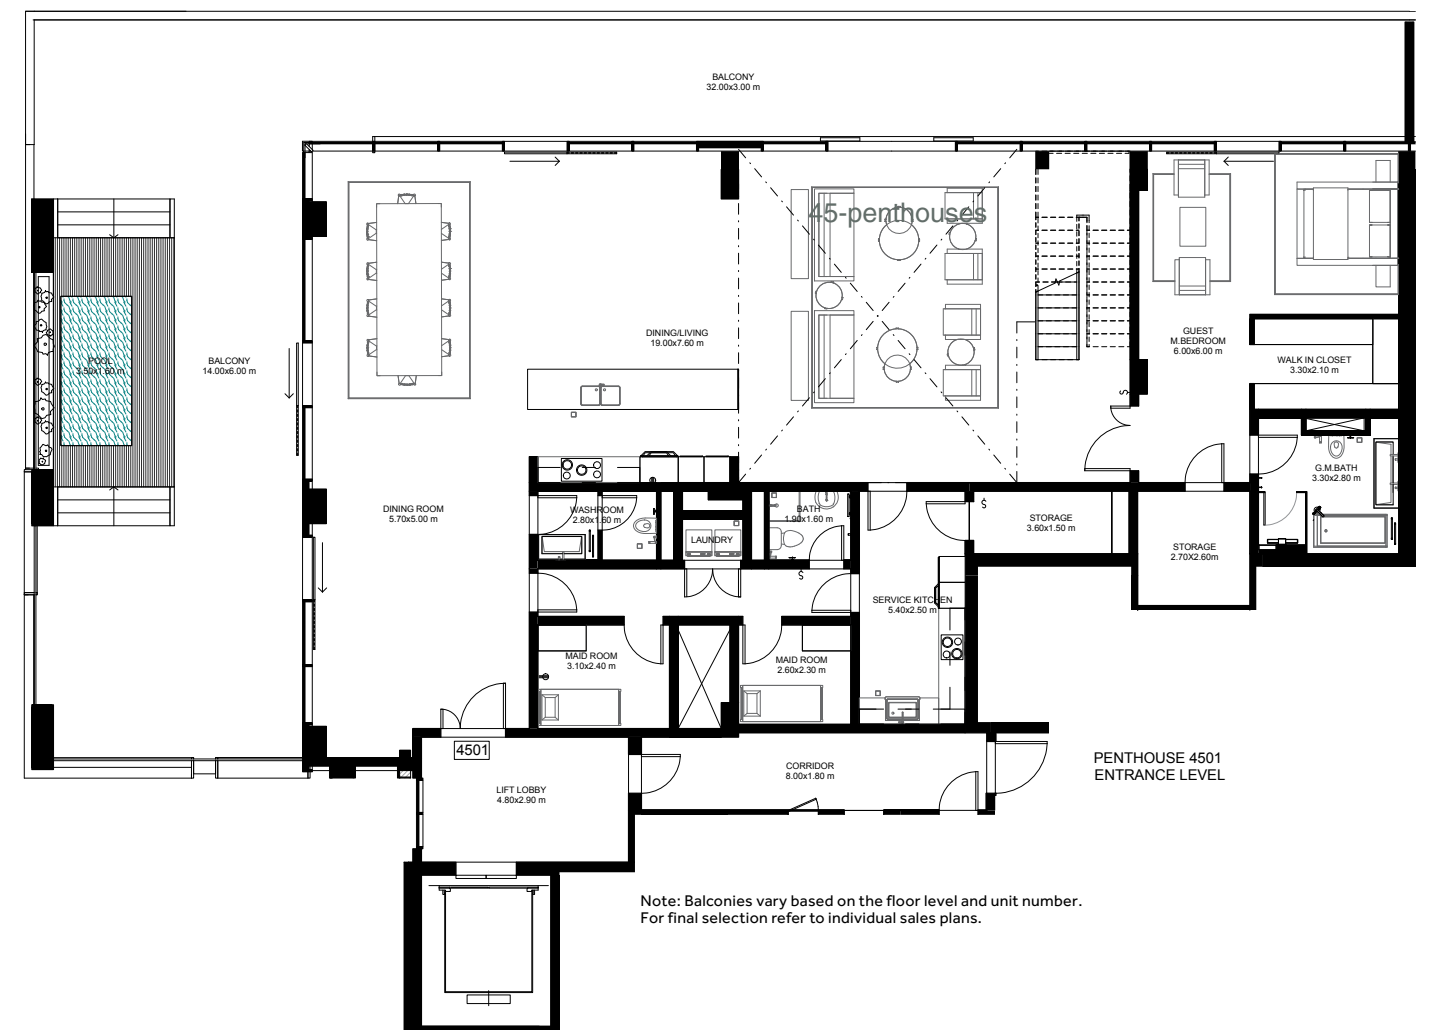 BALCONY
32.00x3.00 m
45-penthouses
DINING/LIVING
19.00x7.60 m
GUEST
M.BEDROOM
6.00x6.00 m
WALK IN CLOSET
3.30x2.10 m
POOL
3.50x1.60 m
BALCONY
14.00x6.00 m
G.M.BATH
3.30x2.80 m
DINING ROOM
5.70x5.00 m
WASHROOM
2.80x1.60 m
LAUNDRY
BATH
1.90x1.60 m
STORAGE
3.60x1.50 m
STORAGE
2.70X2.60m
SERVICE KITCHEN
5.40x2.50 m
MAID ROOM
3.10x2.40 m
MAID ROOM
2.60x2.30 m
4501
LIFT LOBBY
4.80x2.90 m
CORRIDOR
8.00x1.80 m
PENTHOUSE 4501
ENTRANCE LEVEL
Note: Balconies vary based on the floor level and unit number.
For final selection refer to individual sales plans.